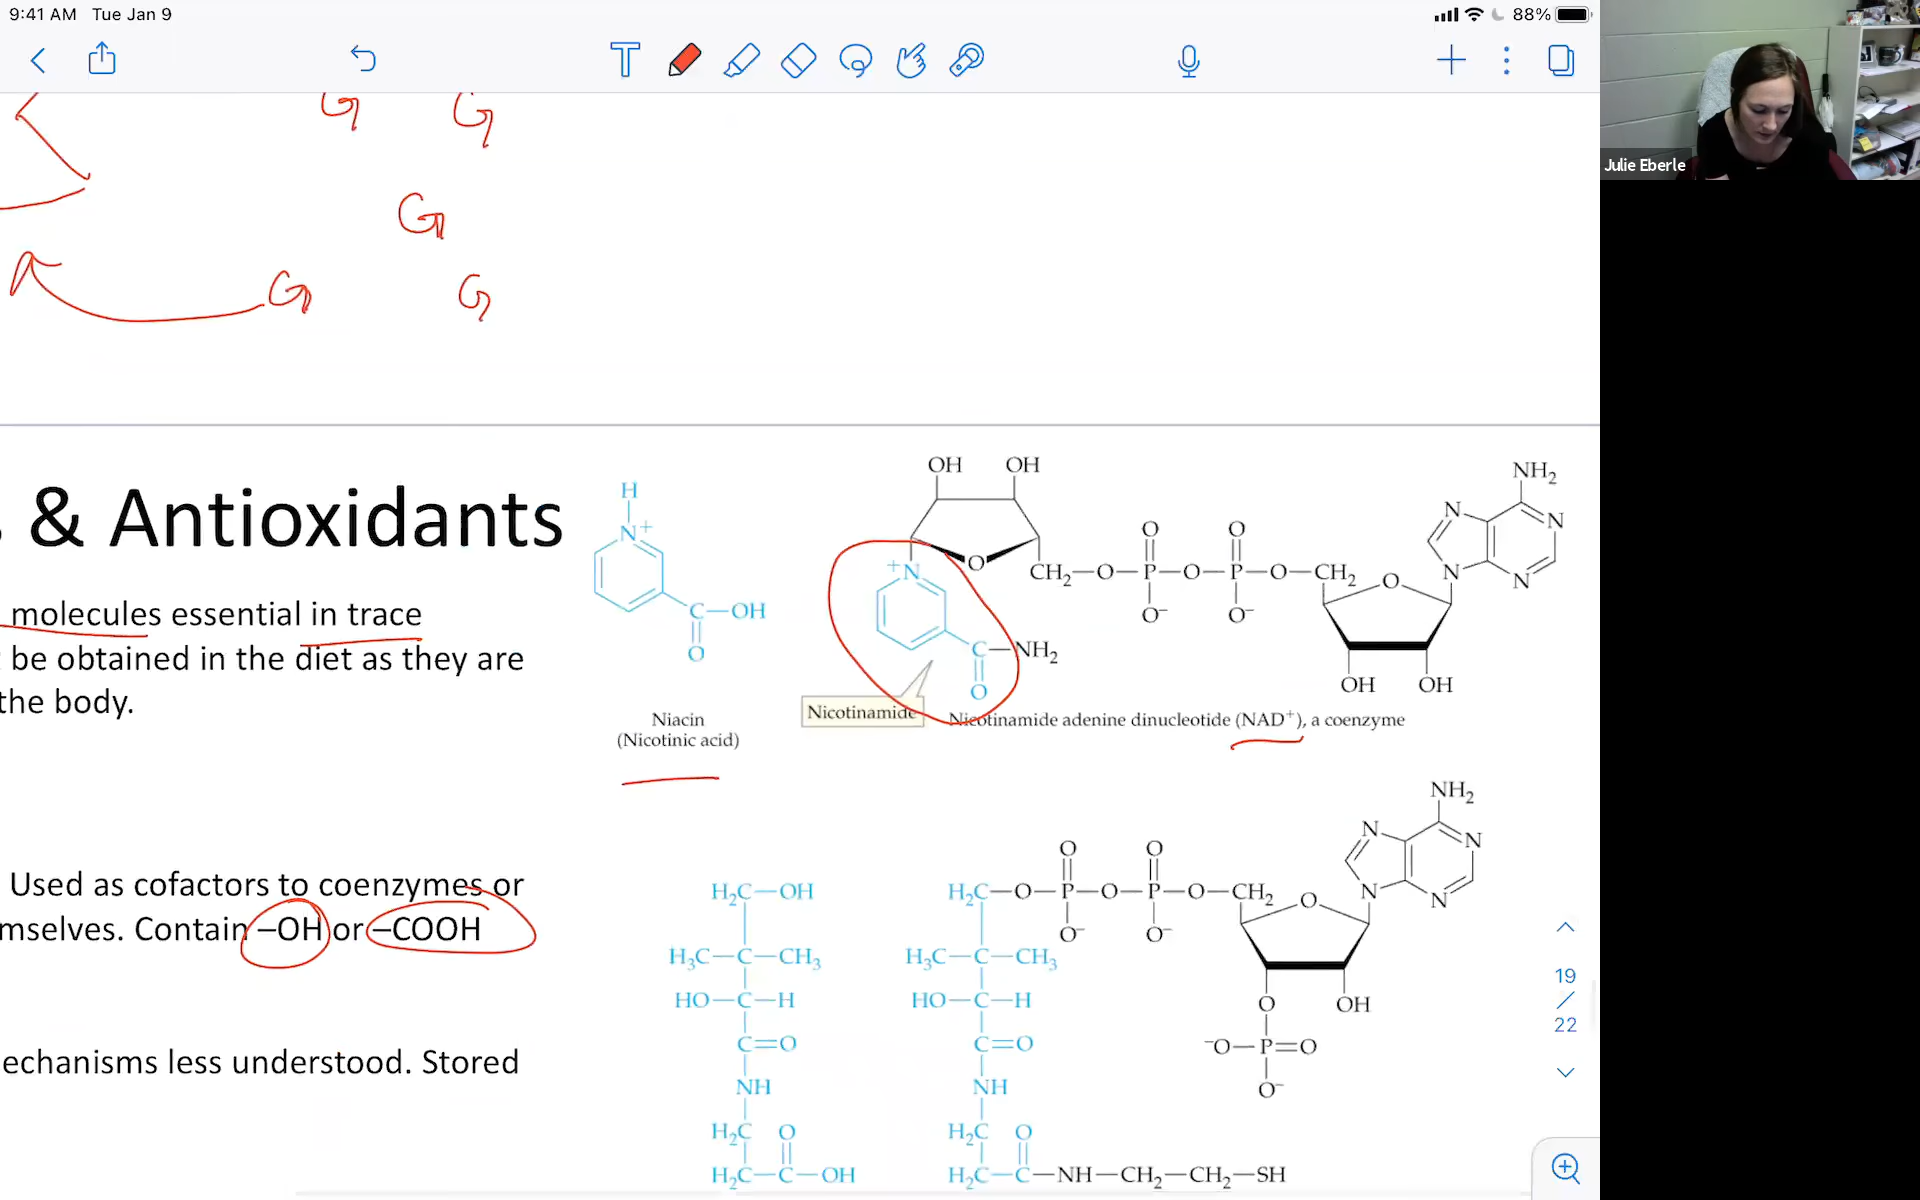 9:41 AM Tue Jan 9
88%
Julie Eberle
G G
G
G G
& Antioxidants
molecules essential in trace
be obtained in the diet as they are
the body.
Used as cofactors to coenzymes or
mselves. Contain –OH or –COOH
echanisms less understood. Stored
H
N+
C—OH
O
Niacin
(Nicotinic acid)
OH OH
+N
O
C—NH2
O
Nicotinamide
CH2—O—P—O—P—O—CH2
O O
O− O−
O
OH OH
NH2
N N
N N
Nicotinamide adenine dinucleotide (NAD+), a coenzyme
H2C—OH
H3C—C—CH3
HO—C—H
C=O
NH
H2C O
H2C—C—OH
O O
H2C—O—P—O—P—O—CH2
O− O−
H3C—C—CH3
HO—C—H
C=O
NH
H2C O
H2C—C—NH—CH2—CH2—SH
NH2
N N
N N
O
O OH
−O—P=O
O−
19
/
22